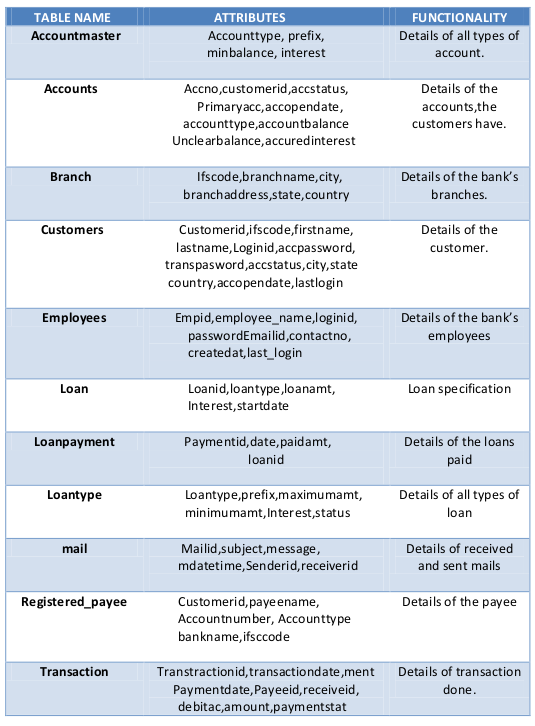 TABLE NAME ATTRIBUTES FUNCTIONALITY
Accountmaster Accounttype, prefix, Details of all types of
minbalance, interest account.
Accounts Accno,customerid,accstatus, Details of the
Primaryacc,accopendate, accounts,the
accounttype,accountbalance customers have.
Unclearbalance,accuredinterest
Branch Ifscode,branchname,city, Details of the bank's
branchaddress,state,country branches.
Customers Customerid,ifscode,firstname, Details of the
lastname,Loginid,accpassword, customer.
transpasword,accstatus,city,state
country,accopendate,lastlogin
Employees Empid,employee_name,loginid, Details of the bank's
passwordEmailid,contactno, employees
createdat,last_login
Loan Loanid,loantype,loanamt, Loan specification
Interest,startdate
Loanpayment Paymentid,date,paidamt, Details of the loans
loanid paid
Loantype Loantype,prefix,maximumamt, Details of all types of
minimumamt,Interest,status loan
mail Mailid,subject,message, Details of received
mdatetime,Senderid,receiverid and sent mails
Registered_payee Customerid,payeename, Details of the payee
Accountnumber, Accounttype
bankname,ifsccode
Transaction Transtractionid,transactiondate,ment Details of transaction
Paymentdate,Payeeid,receiveid, done.
debitac,amount,paymentstat